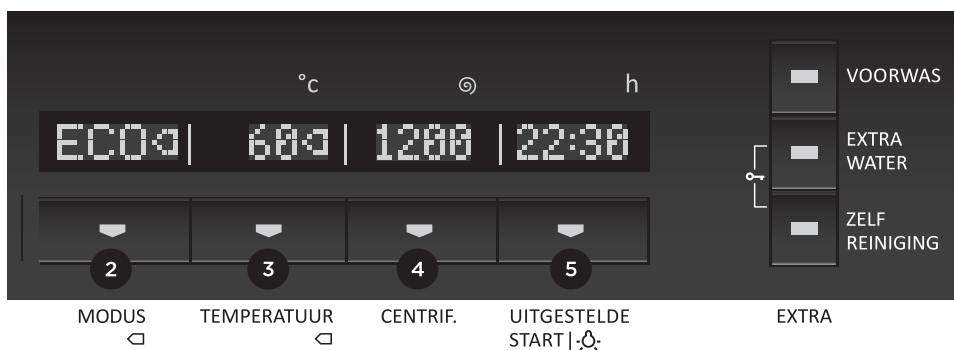 °c h
ECO 60 1200 22:30
VOORWAS
EXTRA
WATER
ZELF
REINIGING
2 3 4 5
MODUS TEMPERATUUR CENTRIF. UITGESTELDE
START |
EXTRA